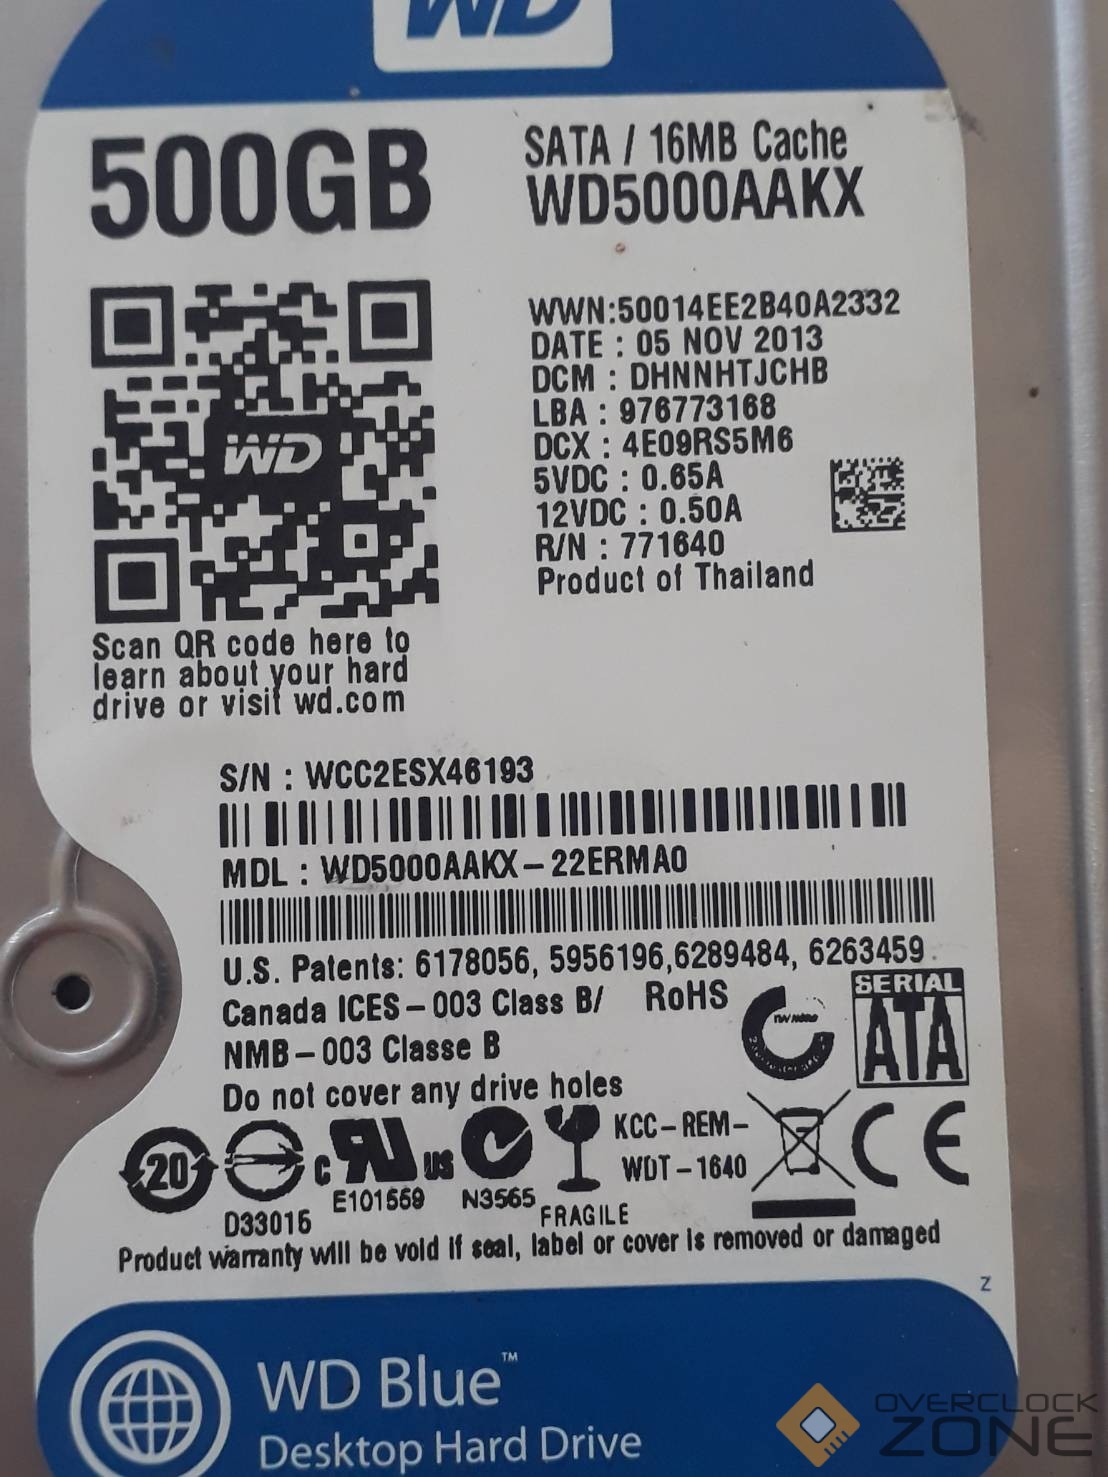 WD
500GB
SATA / 16MB Cache
WD5000AAKX
WWN:50014EE2B40A2332
DATE : 05 NOV 2013
DCM : DHNNHTJCHB
LBA : 976773168
DCX : 4E09RS5M6
5VDC : 0.65A
12VDC : 0.50A
R/N : 771640
Product of Thailand
WD
Scan QR code here to
learn about your hard
drive or visit wd.com
S/N : WCC2ESX46193
MDL : WD5000AAKX-22ERMA0
U.S. Patents: 6178056, 5956196,6289484, 6263459
Canada ICES-003 Class B/ RoHS
NMB-003 Classe B
Do not cover any drive holes
SERIAL
ATA
20
D33015
C US
E101559
N3565
FRAGILE
KCC-REM-
WDT-1640
CE
Product warranty will be void if seal, label or cover is removed or damaged
Z
WD Blue™
Desktop Hard Drive
OVERCLOCK
ZONE